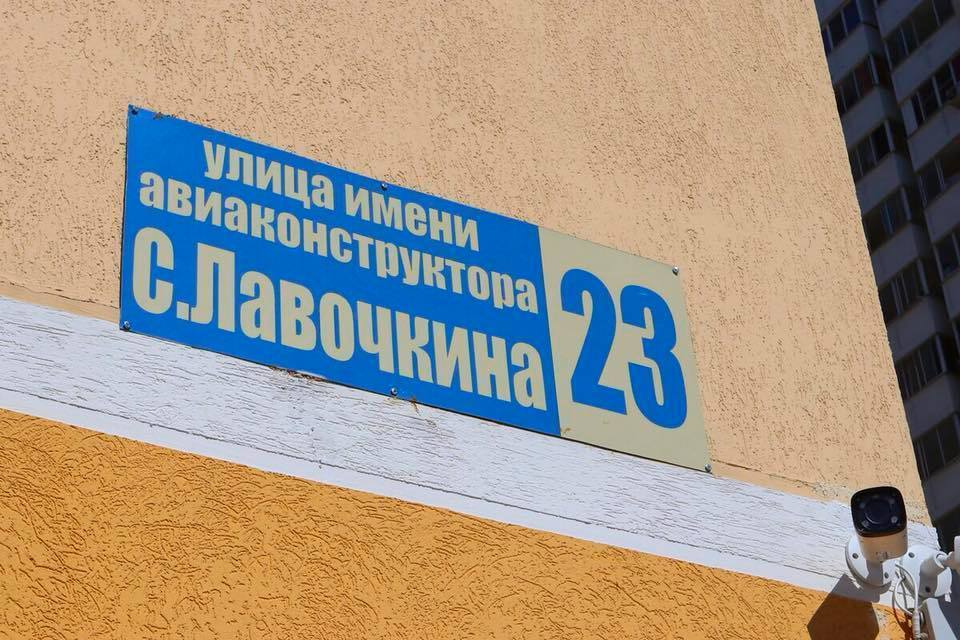 улица имени
авиаконструктора
С.Лавочкина
23